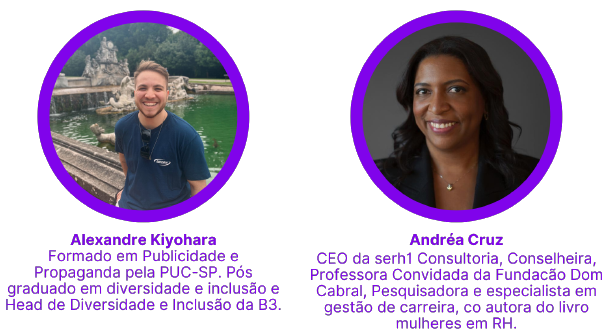 Alexandre Kiyohara
Formado em Publicidade e
Propaganda pela PUC-SP. Pós
graduado em diversidade e inclusão e
Head de Diversidade e Inclusão da B3.
Andréa Cruz
CEO da serh1 Consultoria, Conselheira,
Professora Convidada da Fundacão Dom
Cabral, Pesquisadora e especialista em
gestão de carreira, co autora do livro
mulheres em RH.